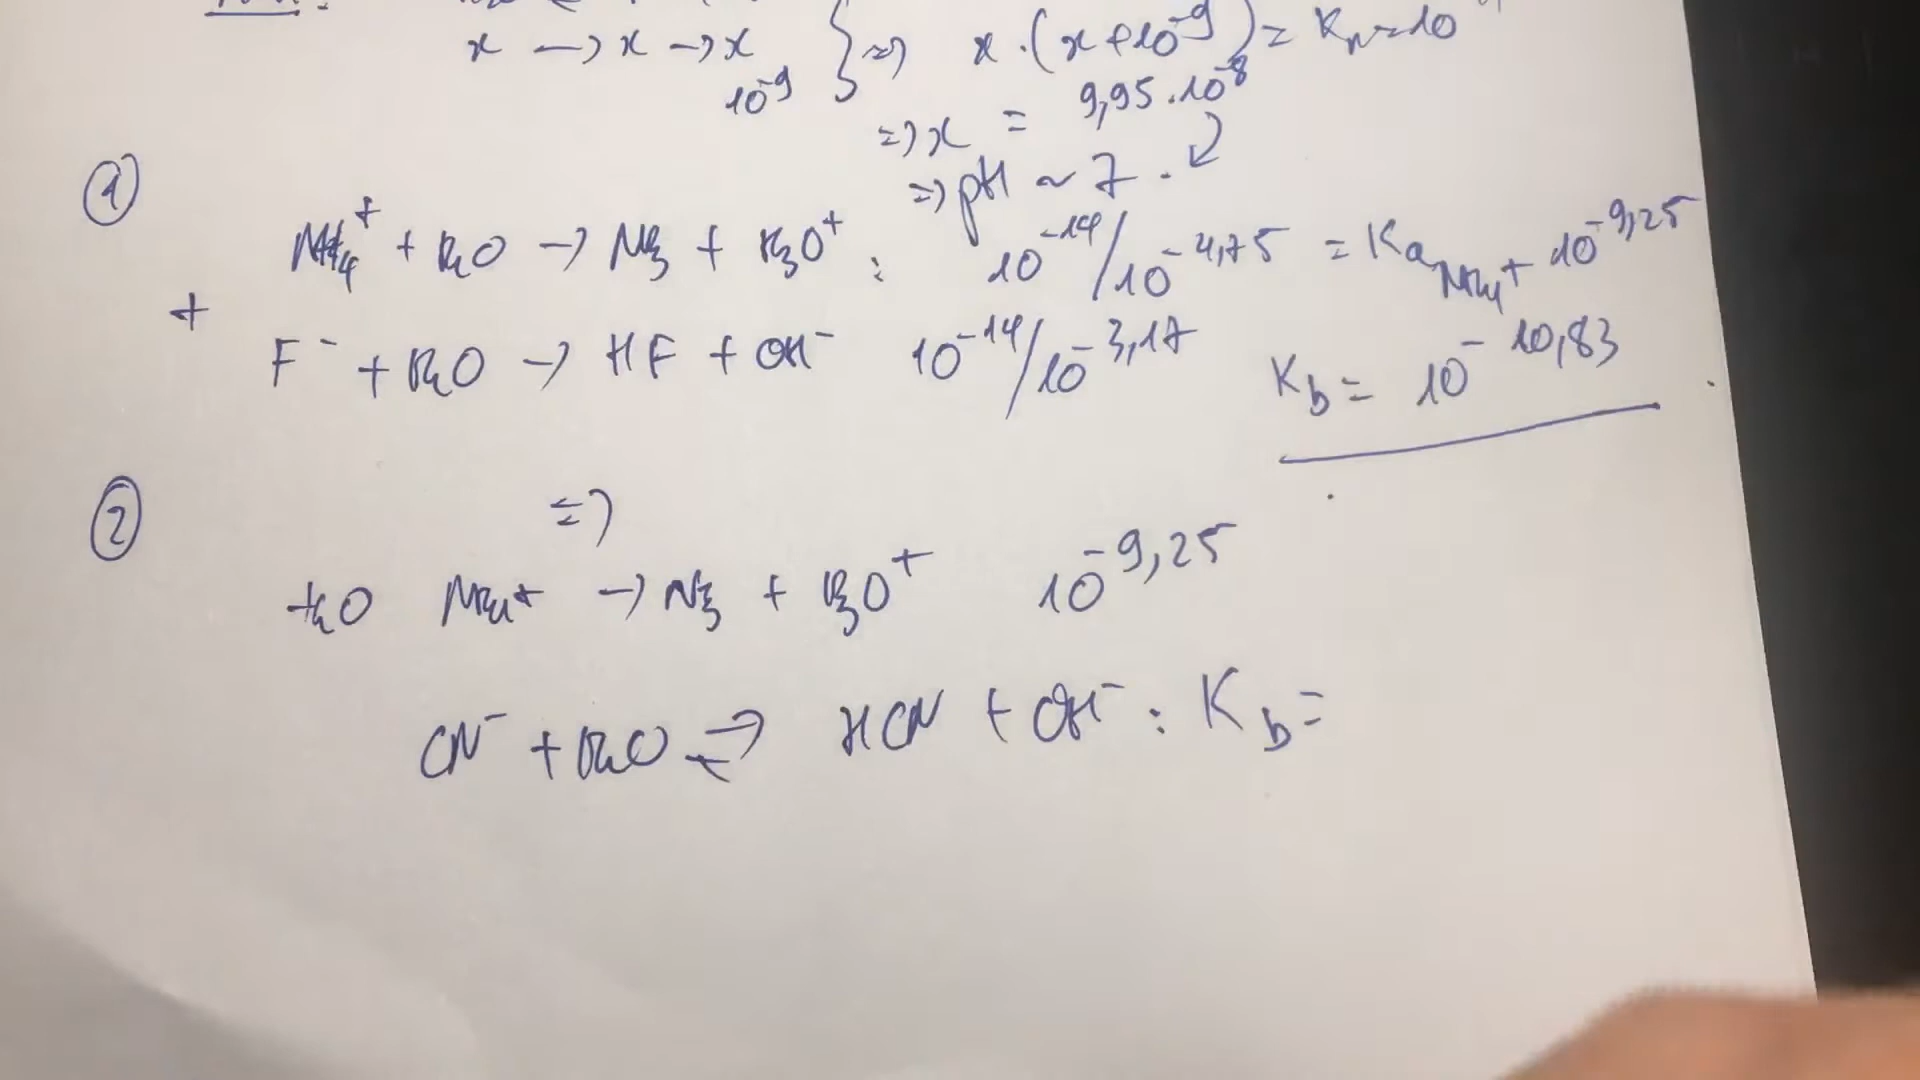 x → x → x } ⇒ x . (x + 10⁻⁹) = Kw = 10
10⁻⁹
⇒ x = 9,95 . 10⁻⁸
⇒ pH ~ 7 .
①
NH₄⁺ + H₂O → NH₃ + H₃O⁺ : 10⁻¹⁴/10⁻⁴,⁷⁵ = Ka NH₄⁺ 10⁻⁹,²⁵
+
F⁻ + H₂O → HF + OH⁻ 10⁻¹⁴/10⁻³,¹⁷ Kb = 10⁻¹⁰,⁸³
② ⇒
H₂O NH₄⁺ → NH₃ + H₃O⁺ 10⁻⁹,²⁵
CN⁻ + H₂O ⇌ HCN + OH⁻ : Kb =